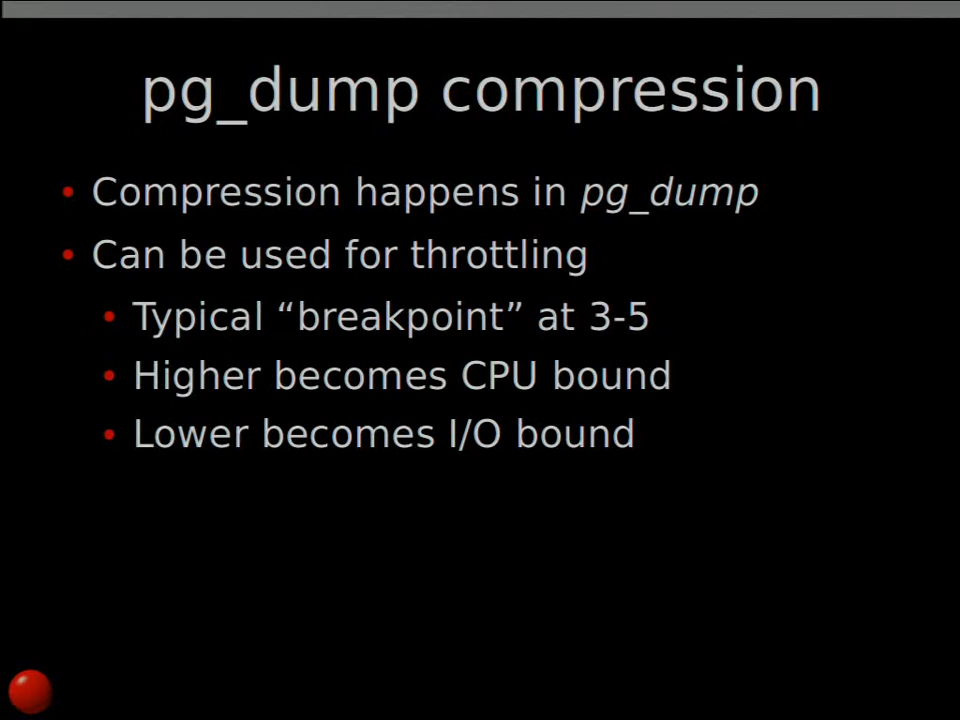 pg_dump compression
Compression happens in pg_dump
Can be used for throttling
Typical “breakpoint” at 3-5
Higher becomes CPU bound
Lower becomes I/O bound